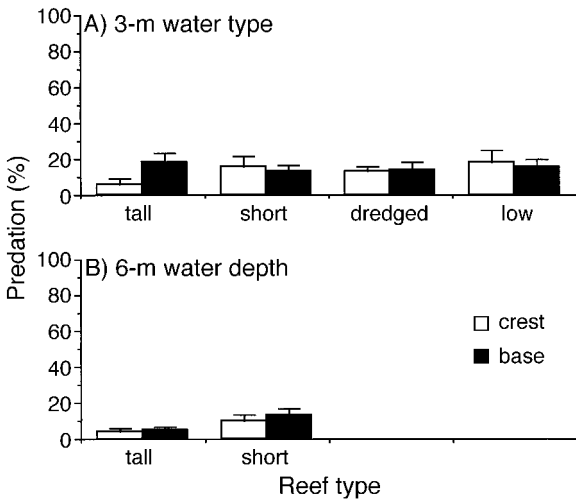 A) 3-m water type
100
80
60
40
20
0
tall short dredged low
B) 6-m water depth
100
80
60
40
20
0
crest
base
tall short
Reef type
Predation (%)